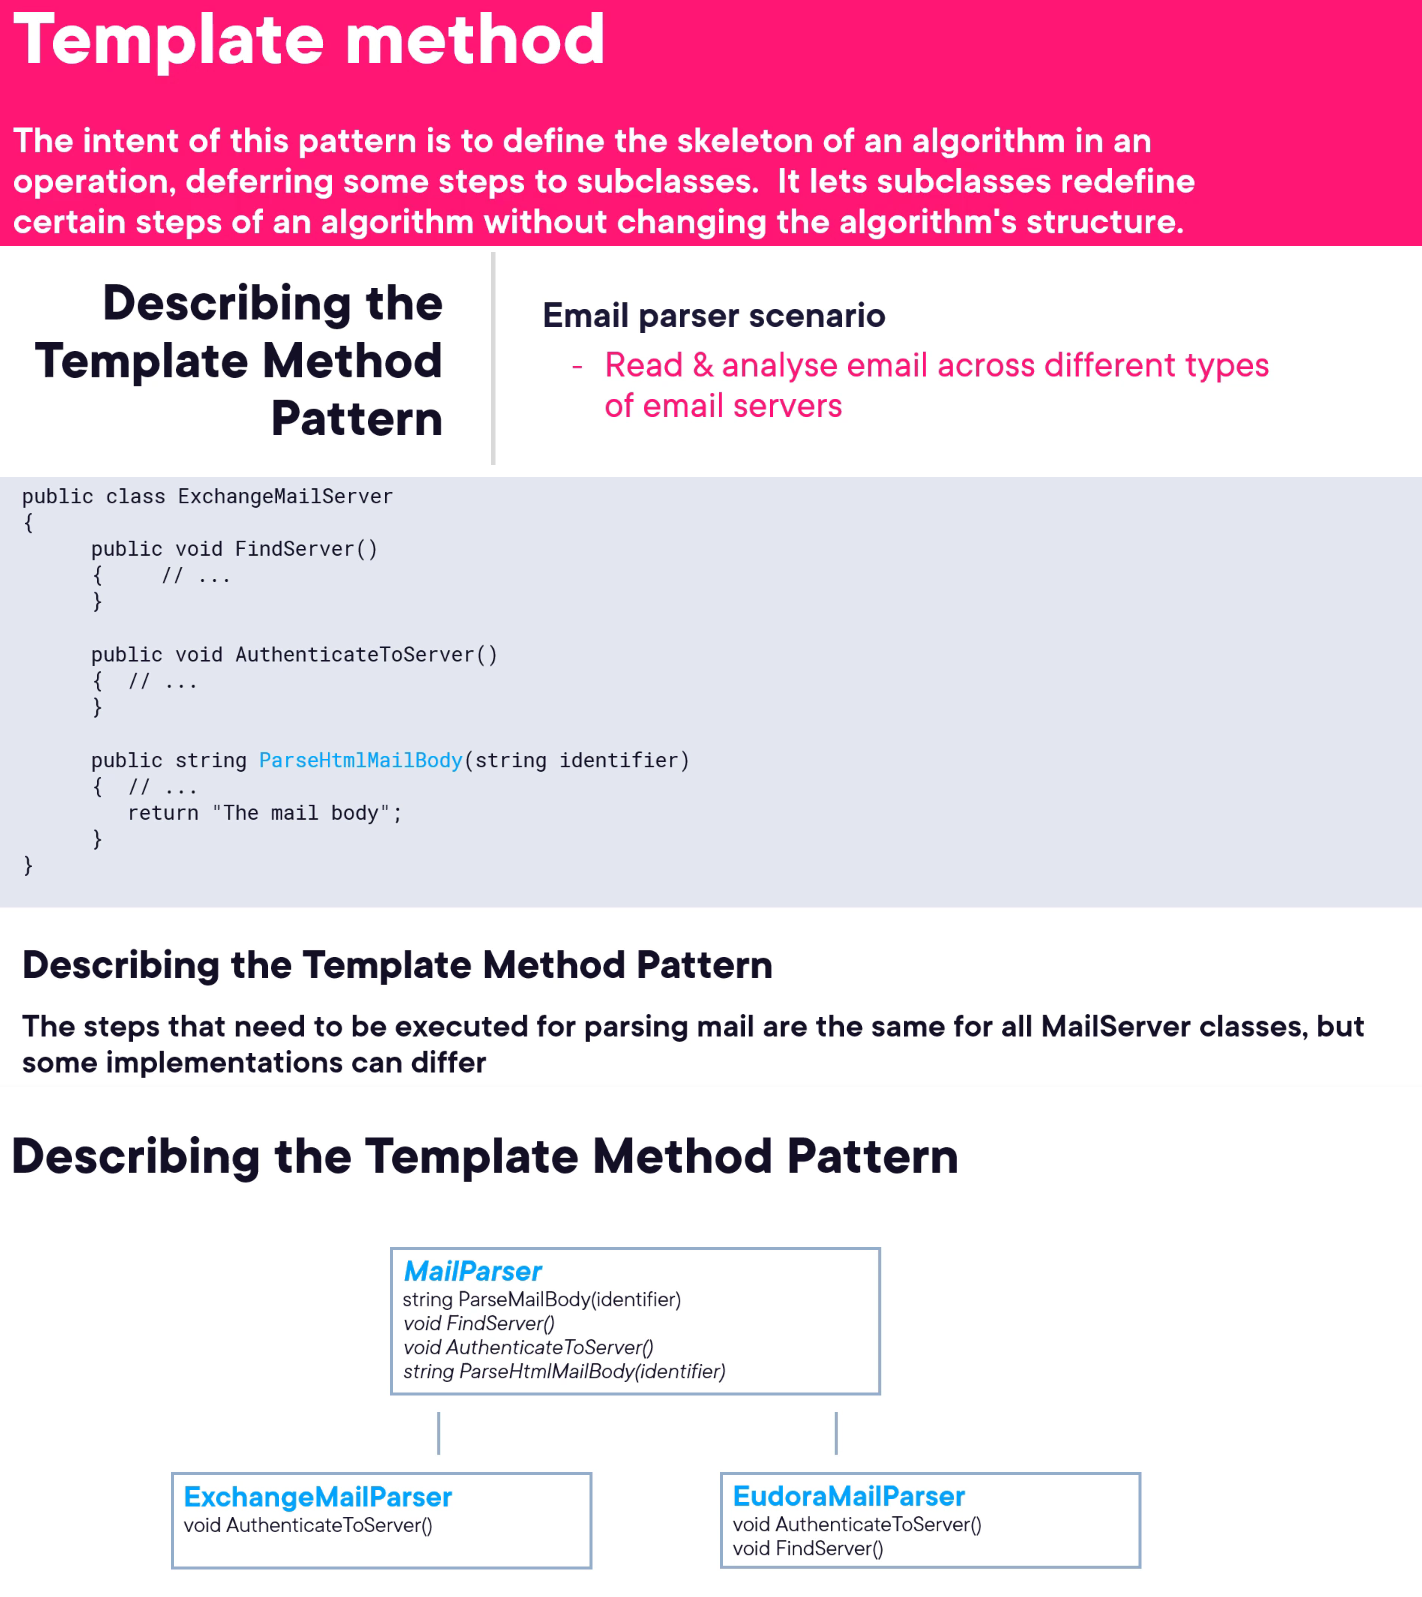 Template method
The intent of this pattern is to define the skeleton of an algorithm in an
operation, deferring some steps to subclasses.  It lets subclasses redefine
certain steps of an algorithm without changing the algorithm's structure.
Describing the
Template Method
Pattern
Email parser scenario
- Read & analyse email across different types
of email servers
public class ExchangeMailServer
{
public void FindServer()
{     // ...
}
public void AuthenticateToServer()
{  // ...
}
public string ParseHtmlMailBody(string identifier)
{  // ...
return "The mail body";
}
}
Describing the Template Method Pattern
The steps that need to be executed for parsing mail are the same for all MailServer classes, but
some implementations can differ
Describing the Template Method Pattern
MailParser
string ParseMailBody(identifier)
void FindServer()
void AuthenticateToServer()
string ParseHtmlMailBody(identifier)
ExchangeMailParser
void AuthenticateToServer()
EudoraMailParser
void AuthenticateToServer()
void FindServer()